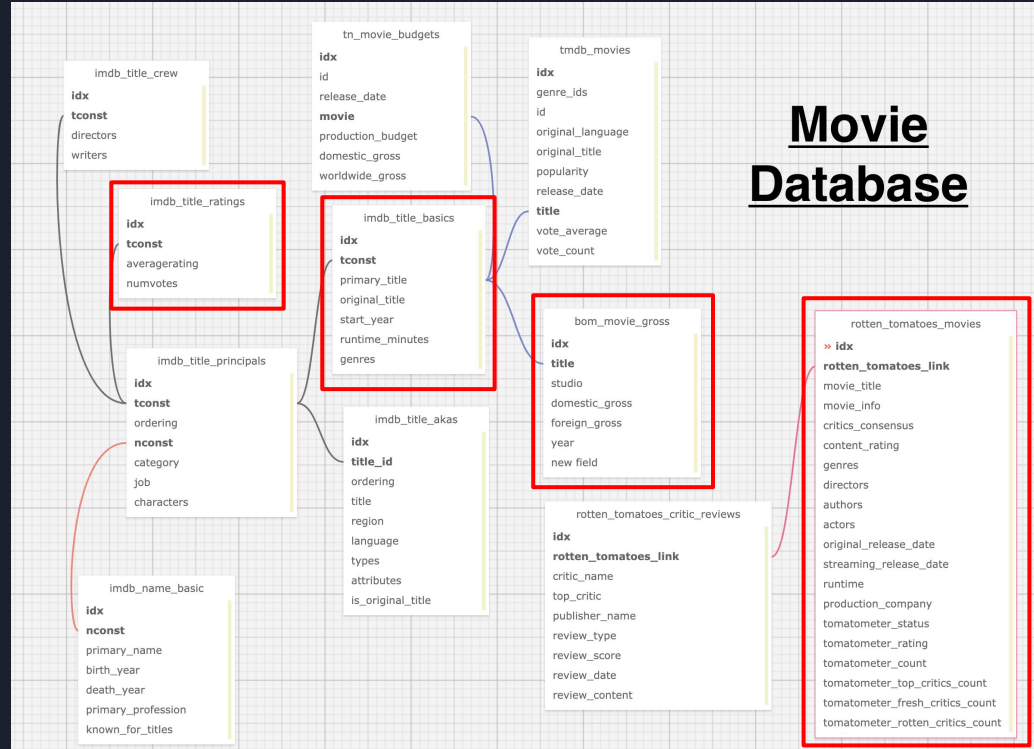 Movie
Database
imdb_title_crew
idx
tconst
directors
writers
tn_movie_budgets
idx
id
release_date
movie
production_budget
domestic_gross
worldwide_gross
tmdb_movies
idx
genre_ids
id
original_language
original_title
popularity
release_date
title
vote_average
vote_count
imdb_title_ratings
idx
tconst
averagerating
numvotes
imdb_title_basics
idx
tconst
primary_title
original_title
start_year
runtime_minutes
genres
bom_movie_gross
idx
title
studio
domestic_gross
foreign_gross
year
new field
rotten_tomatoes_movies
» idx
rotten_tomatoes_link
movie_title
movie_info
critics_consensus
content_rating
genres
directors
authors
actors
original_release_date
streaming_release_date
runtime
production_company
tomatometer_status
tomatometer_rating
tomatometer_count
tomatometer_top_critics_count
tomatometer_fresh_critics_count
tomatometer_rotten_critics_count
imdb_title_principals
idx
tconst
ordering
nconst
category
job
characters
imdb_title_akas
idx
title_id
ordering
title
region
language
types
attributes
is_original_title
rotten_tomatoes_critic_reviews
idx
rotten_tomatoes_link
critic_name
top_critic
publisher_name
review_type
review_score
review_date
review_content
imdb_name_basic
idx
nconst
primary_name
birth_year
death_year
primary_profession
known_for_titles